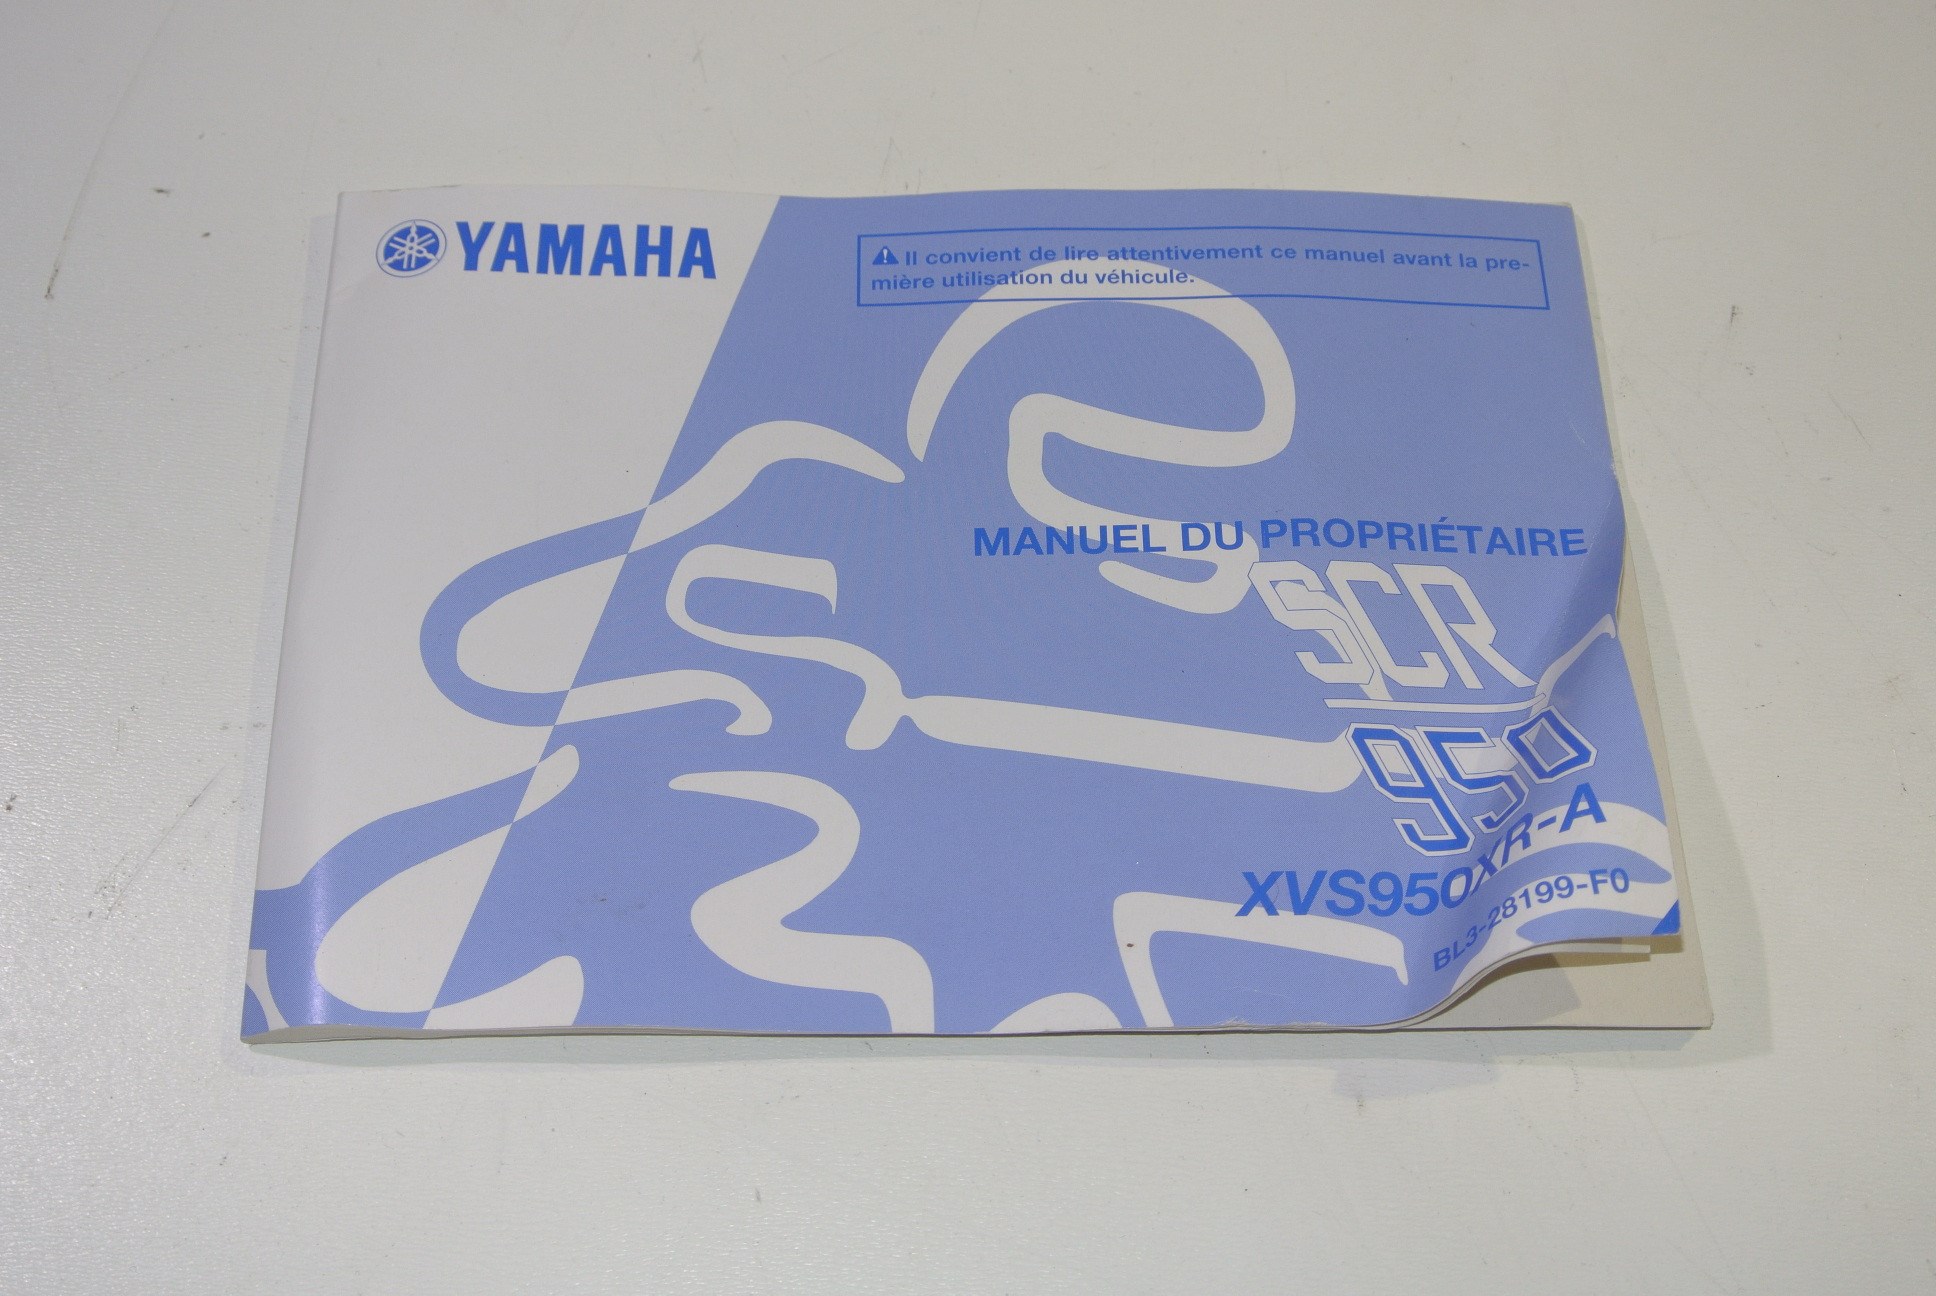 YAMAHA
Il convient de lire attentivement ce manuel avant la pre-
mière utilisation du véhicule.
MANUEL DU PROPRIÉTAIRE
SCR
950
XVS950XR-A
BL3-28199-F0